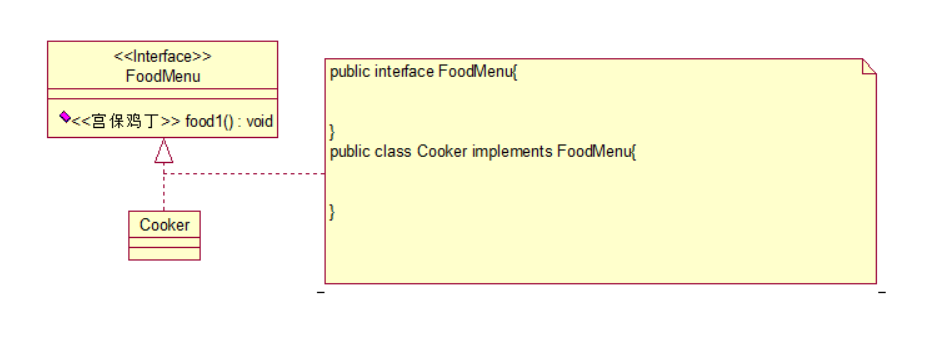 <<Interface>>
FoodMenu
<<宫保鸡丁>> food1() : void
Cooker
public interface FoodMenu{
}
public class Cooker implements FoodMenu{
}